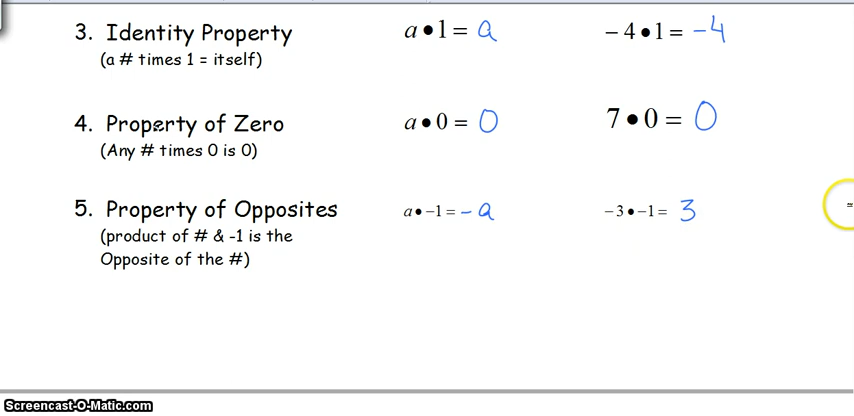 3. Identity Property a • 1 = a − 4 • 1 = −4
(a # times 1 = itself)
4. Property of Zero a • 0 = 0 7 • 0 = 0
(Any # times 0 is 0)
5. Property of Opposites a • −1 = − a − 3 • −1 = 3
(product of # & -1 is the
Opposite of the #)
Screencast-O-Matic.com